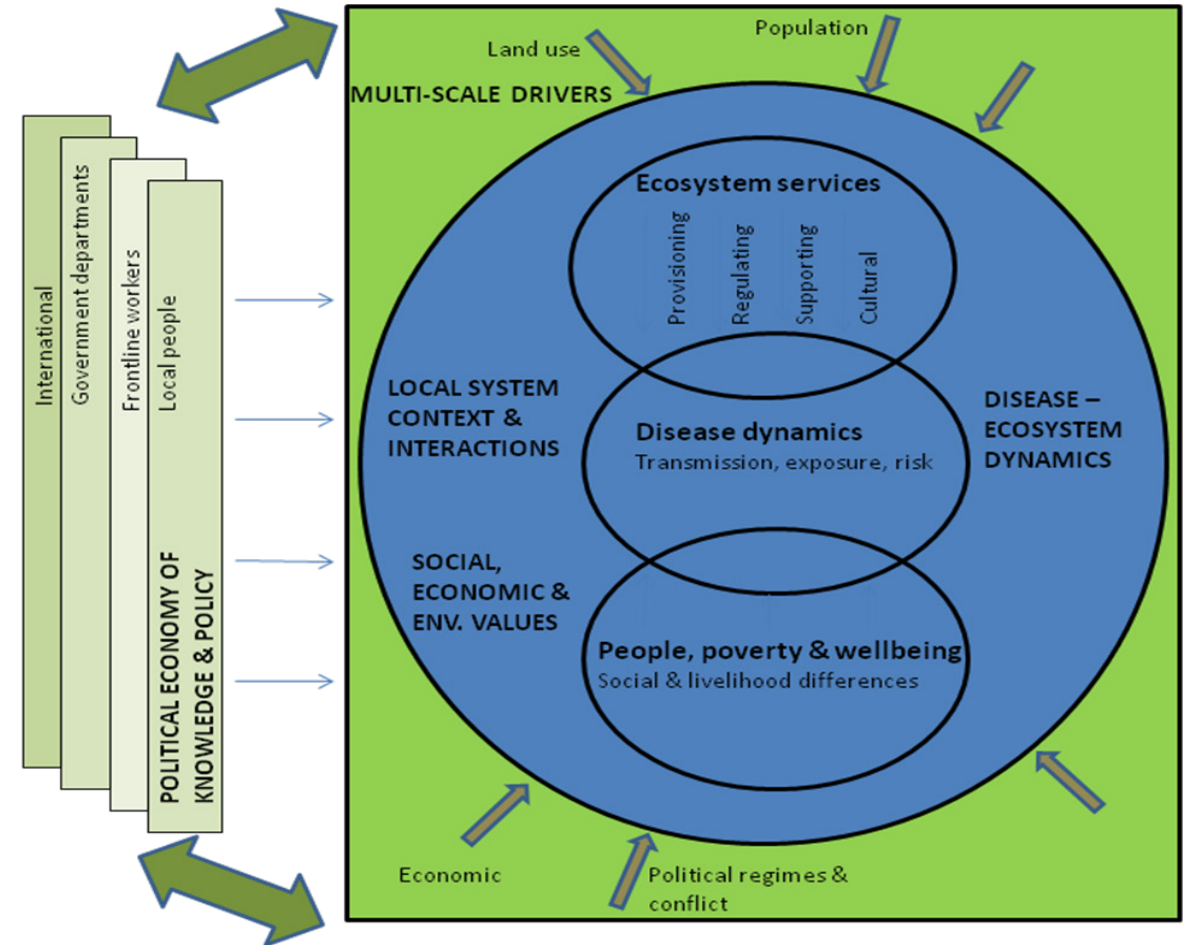 International
Government departments
Frontline workers
Local people
POLITICAL ECONOMY OF
KNOWLEDGE & POLICY
Land use
Population
MULTI-SCALE DRIVERS
Ecosystem services
Provisioning
Regulating
Supporting
Cultural
LOCAL SYSTEM
CONTEXT &
INTERACTIONS
Disease dynamics
Transmission, exposure, risk
DISEASE –
ECOSYSTEM
DYNAMICS
SOCIAL,
ECONOMIC &
ENV. VALUES
People, poverty & wellbeing
Social & livelihood differences
Economic
Political regimes &
conflict